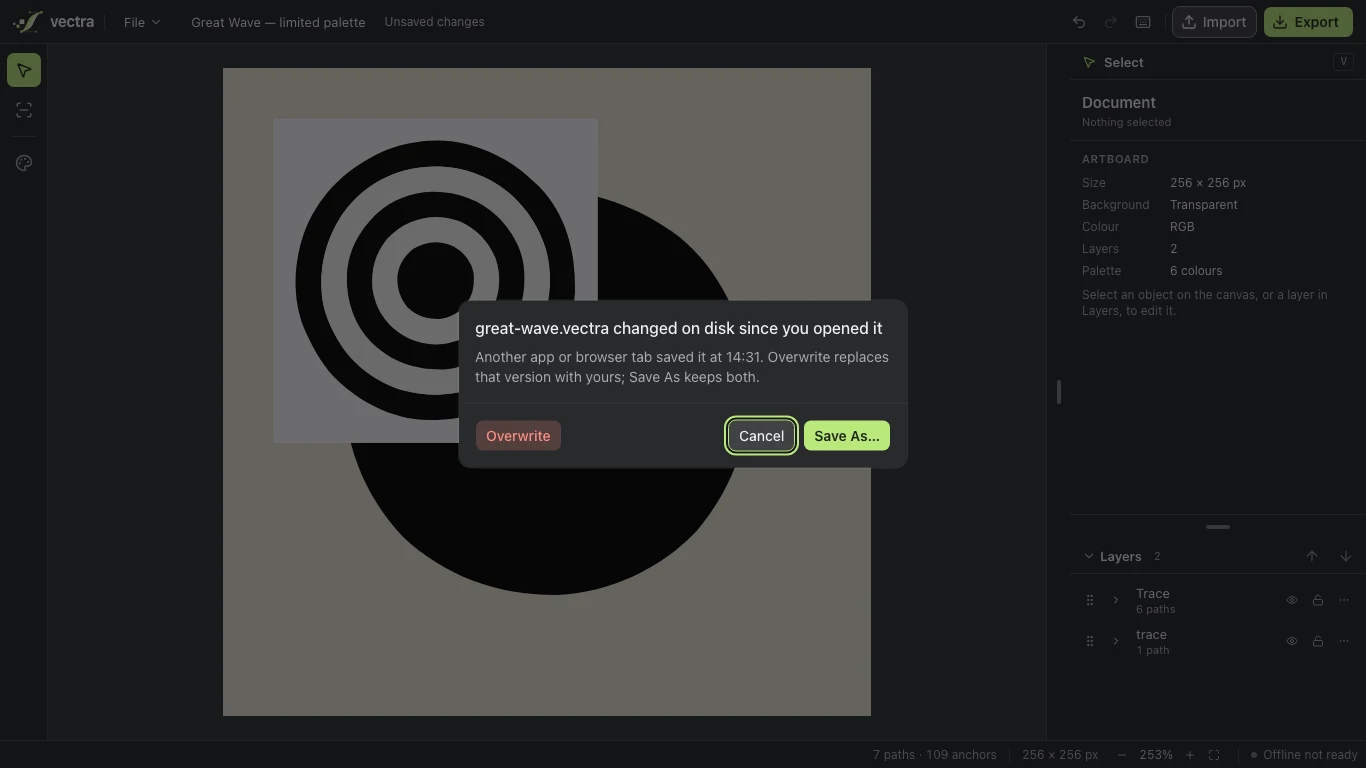 vectra
File
Great Wave — limited palette
Unsaved changes
Import
Export
Select
V
Document
Nothing selected
ARTBOARD
Size 256 × 256 px
Background Transparent
Colour RGB
Layers 2
Palette 6 colours
Select an object on the canvas, or a layer in
Layers, to edit it.
great-wave.vectra changed on disk since you opened it
Another app or browser tab saved it at 14:31. Overwrite replaces
that version with yours; Save As keeps both.
Overwrite
Cancel
Save As...
Layers 2
Trace
6 paths
trace
1 path
7 paths · 109 anchors
256 × 256 px
253%
Offline not ready